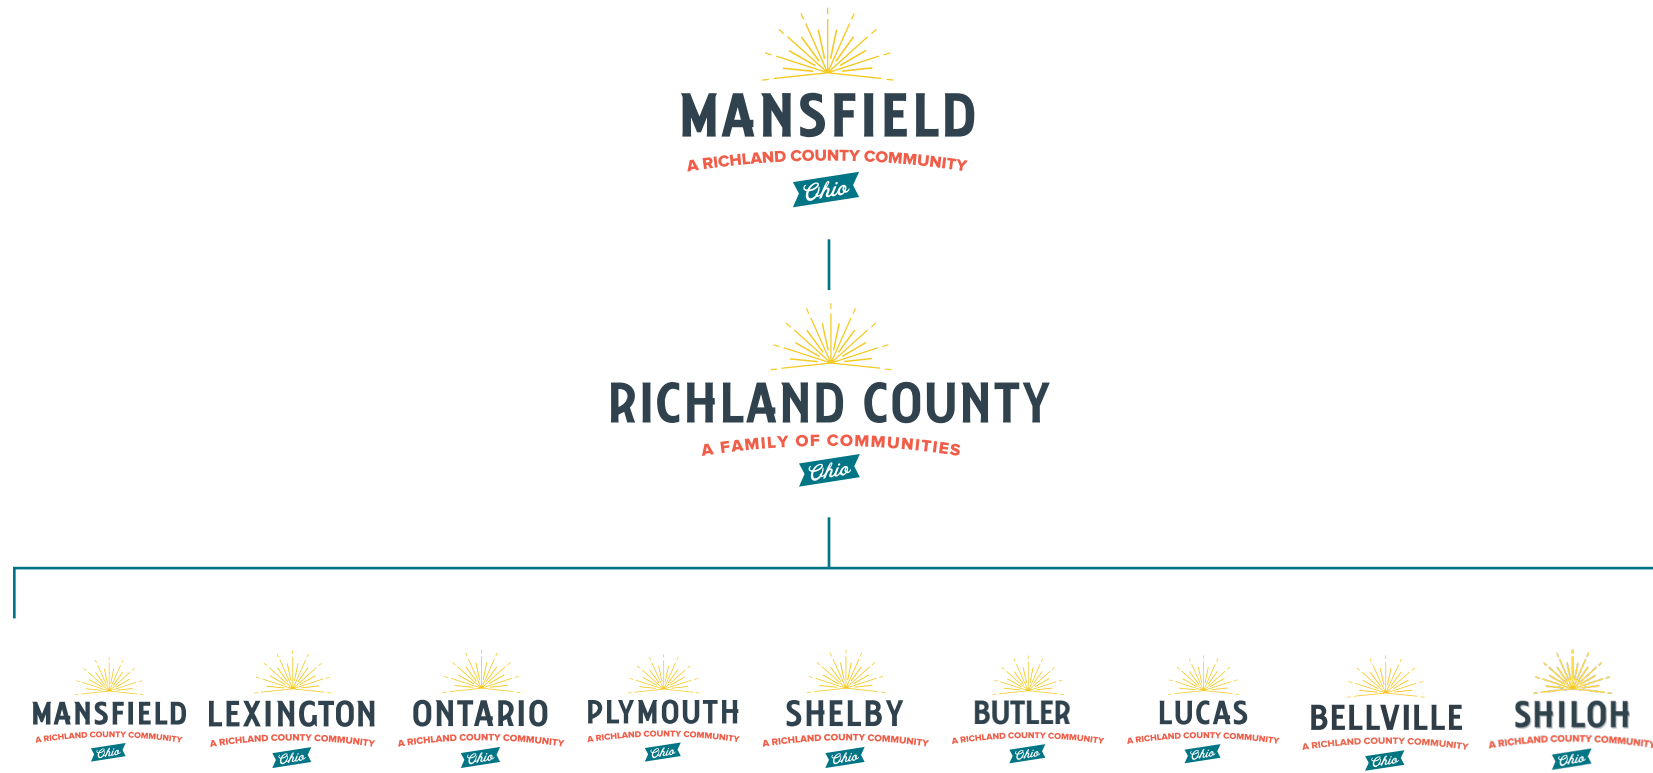 MANSFIELD
A RICHLAND COUNTY COMMUNITY
Ohio
RICHLAND COUNTY
A FAMILY OF COMMUNITIES
Ohio
MANSFIELD
A RICHLAND COUNTY COMMUNITY
Ohio
LEXINGTON
A RICHLAND COUNTY COMMUNITY
Ohio
ONTARIO
A RICHLAND COUNTY COMMUNITY
Ohio
PLYMOUTH
A RICHLAND COUNTY COMMUNITY
Ohio
SHELBY
A RICHLAND COUNTY COMMUNITY
Ohio
BUTLER
A RICHLAND COUNTY COMMUNITY
Ohio
LUCAS
A RICHLAND COUNTY COMMUNITY
Ohio
BELLVILLE
A RICHLAND COUNTY COMMUNITY
Ohio
SHILOH
A RICHLAND COUNTY COMMUNITY
Ohio